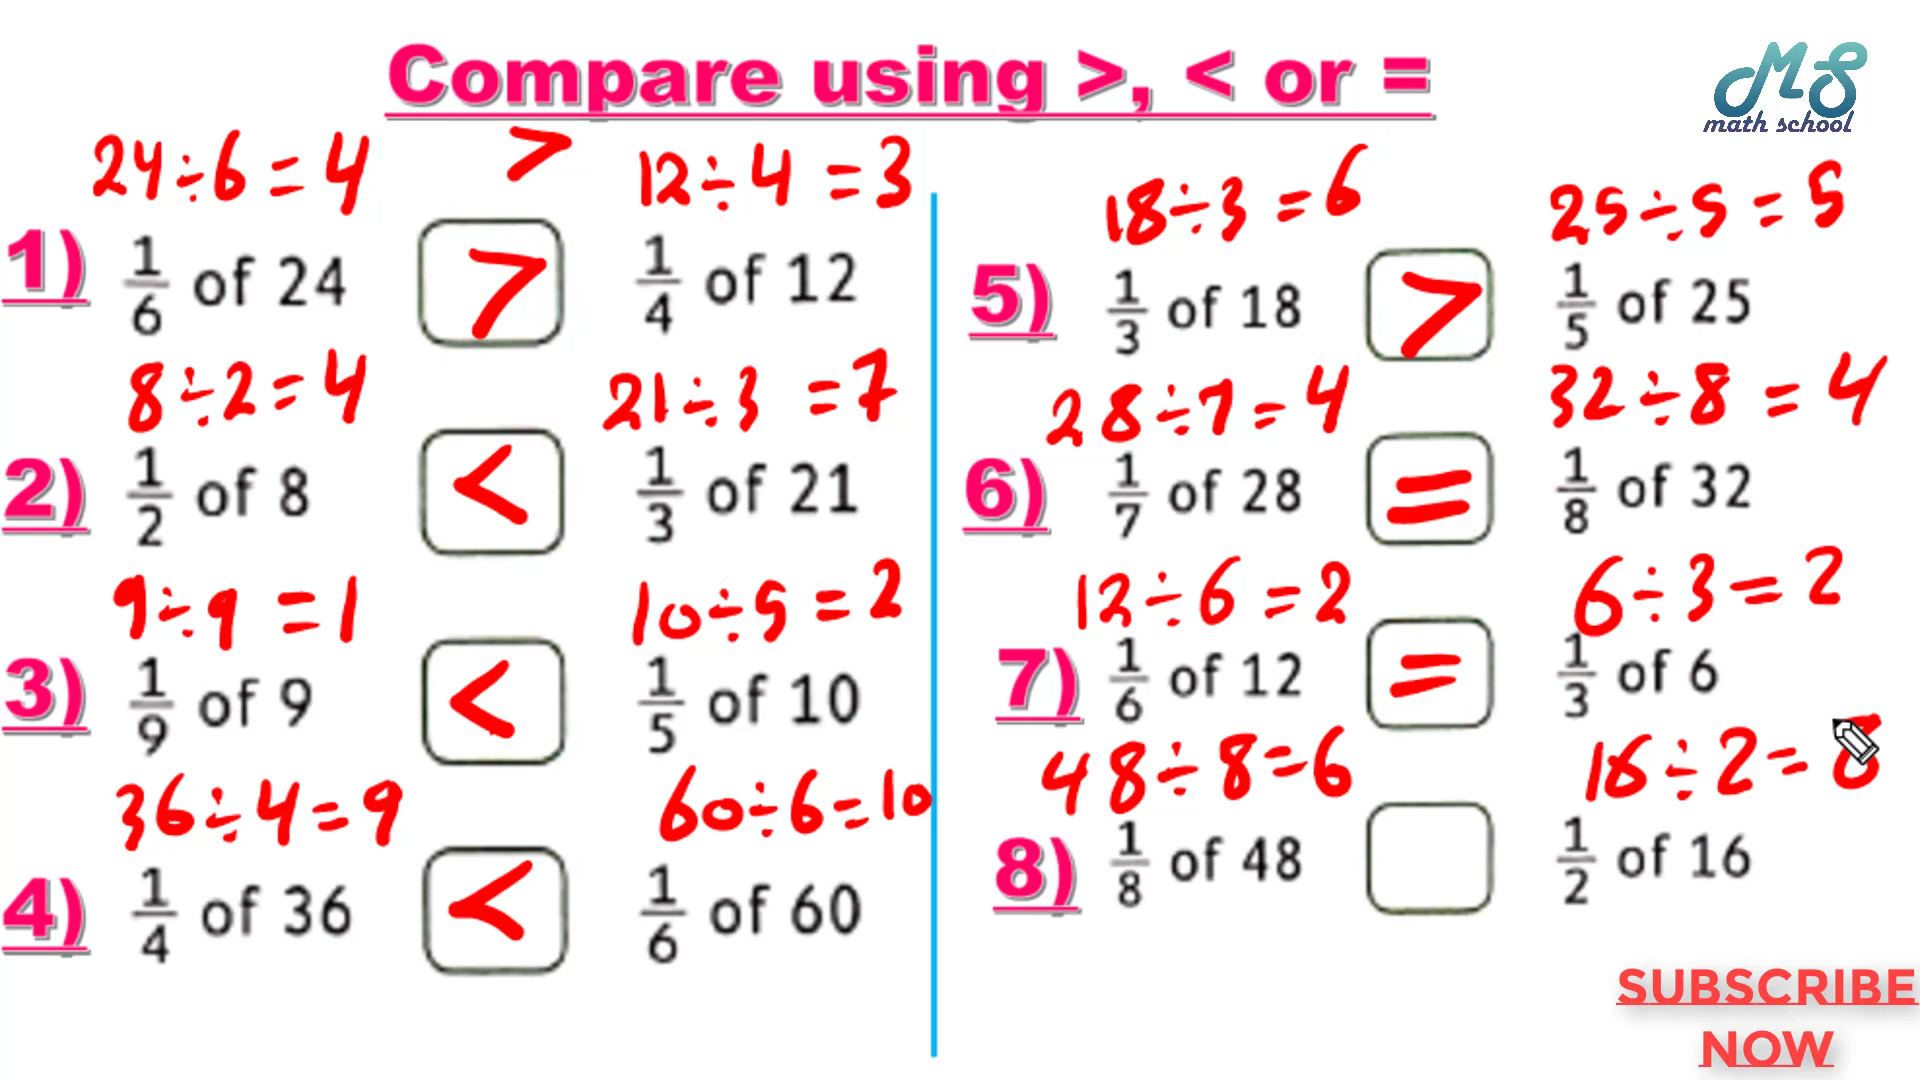 Compare using >, < or =
MS
math school
24÷6=4 > 12÷4=3
1) 1/6 of 24 > 1/4 of 12
8÷2=4 21÷3=7
2) 1/2 of 8 < 1/3 of 21
9÷9=1 10÷5=2
3) 1/9 of 9 < 1/5 of 10
36÷4=9 60÷6=10
4) 1/4 of 36 < 1/6 of 60
18÷3=6 25÷5=5
5) 1/3 of 18 > 1/5 of 25
28÷7=4 32÷8=4
6) 1/7 of 28 = 1/8 of 32
12÷6=2 6÷3=2
7) 1/6 of 12 = 1/3 of 6
48÷8=6 16÷2=8
8) 1/8 of 48 1/2 of 16
SUBSCRIBE
NOW